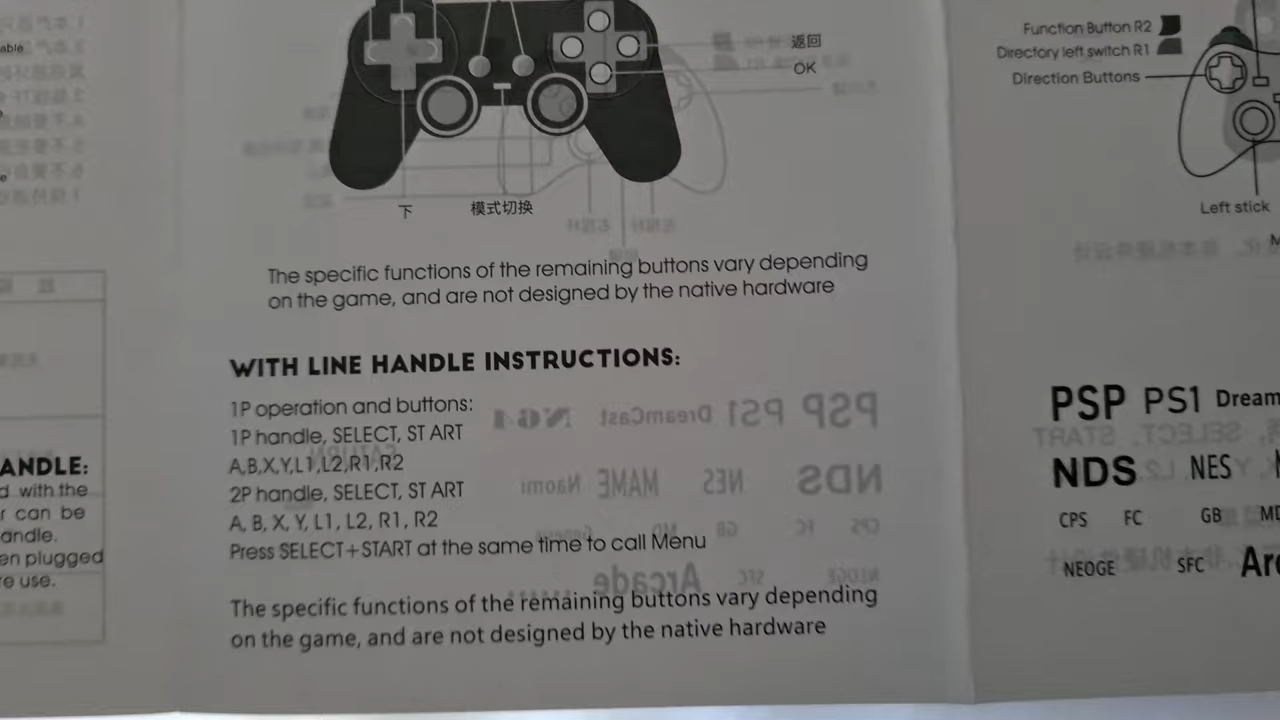 able
e
ANDLE:
d with the
r can be
andle.
en plugged
re use.
返回
OK
下
模式切换
The specific functions of the remaining buttons vary depending
on the game, and are not designed by the native hardware
WITH LINE HANDLE INSTRUCTIONS:
1P operation and buttons:
1P handle, SELECT, ST ART
A,B,X,Y,L1,L2,R1,R2
2P handle, SELECT, ST ART
A, B, X, Y, L1, L2, R1, R2
Press SELECT+START at the same time to call Menu
The specific functions of the remaining buttons vary depending
on the game, and are not designed by the native hardware
Function Button R2
Directory left switch R1
Direction Buttons
Left stick
M
PSP PS1 Dream
NDS NES
CPS FC GB MD
NEOGE SFC Arc